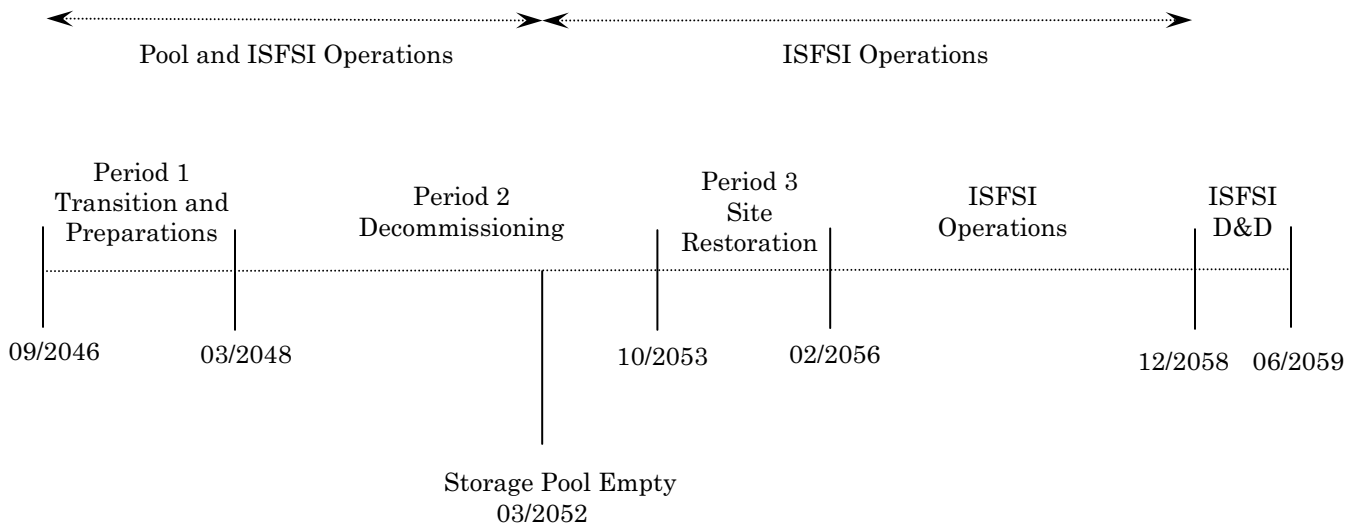 Pool and ISFSI Operations
ISFSI Operations
Period 1
Transition and
Preparations
Period 2
Decommissioning
Period 3
Site
Restoration
ISFSI
Operations
ISFSI
D&D
09/2046
03/2048
10/2053
02/2056
12/2058
06/2059
Storage Pool Empty
03/2052